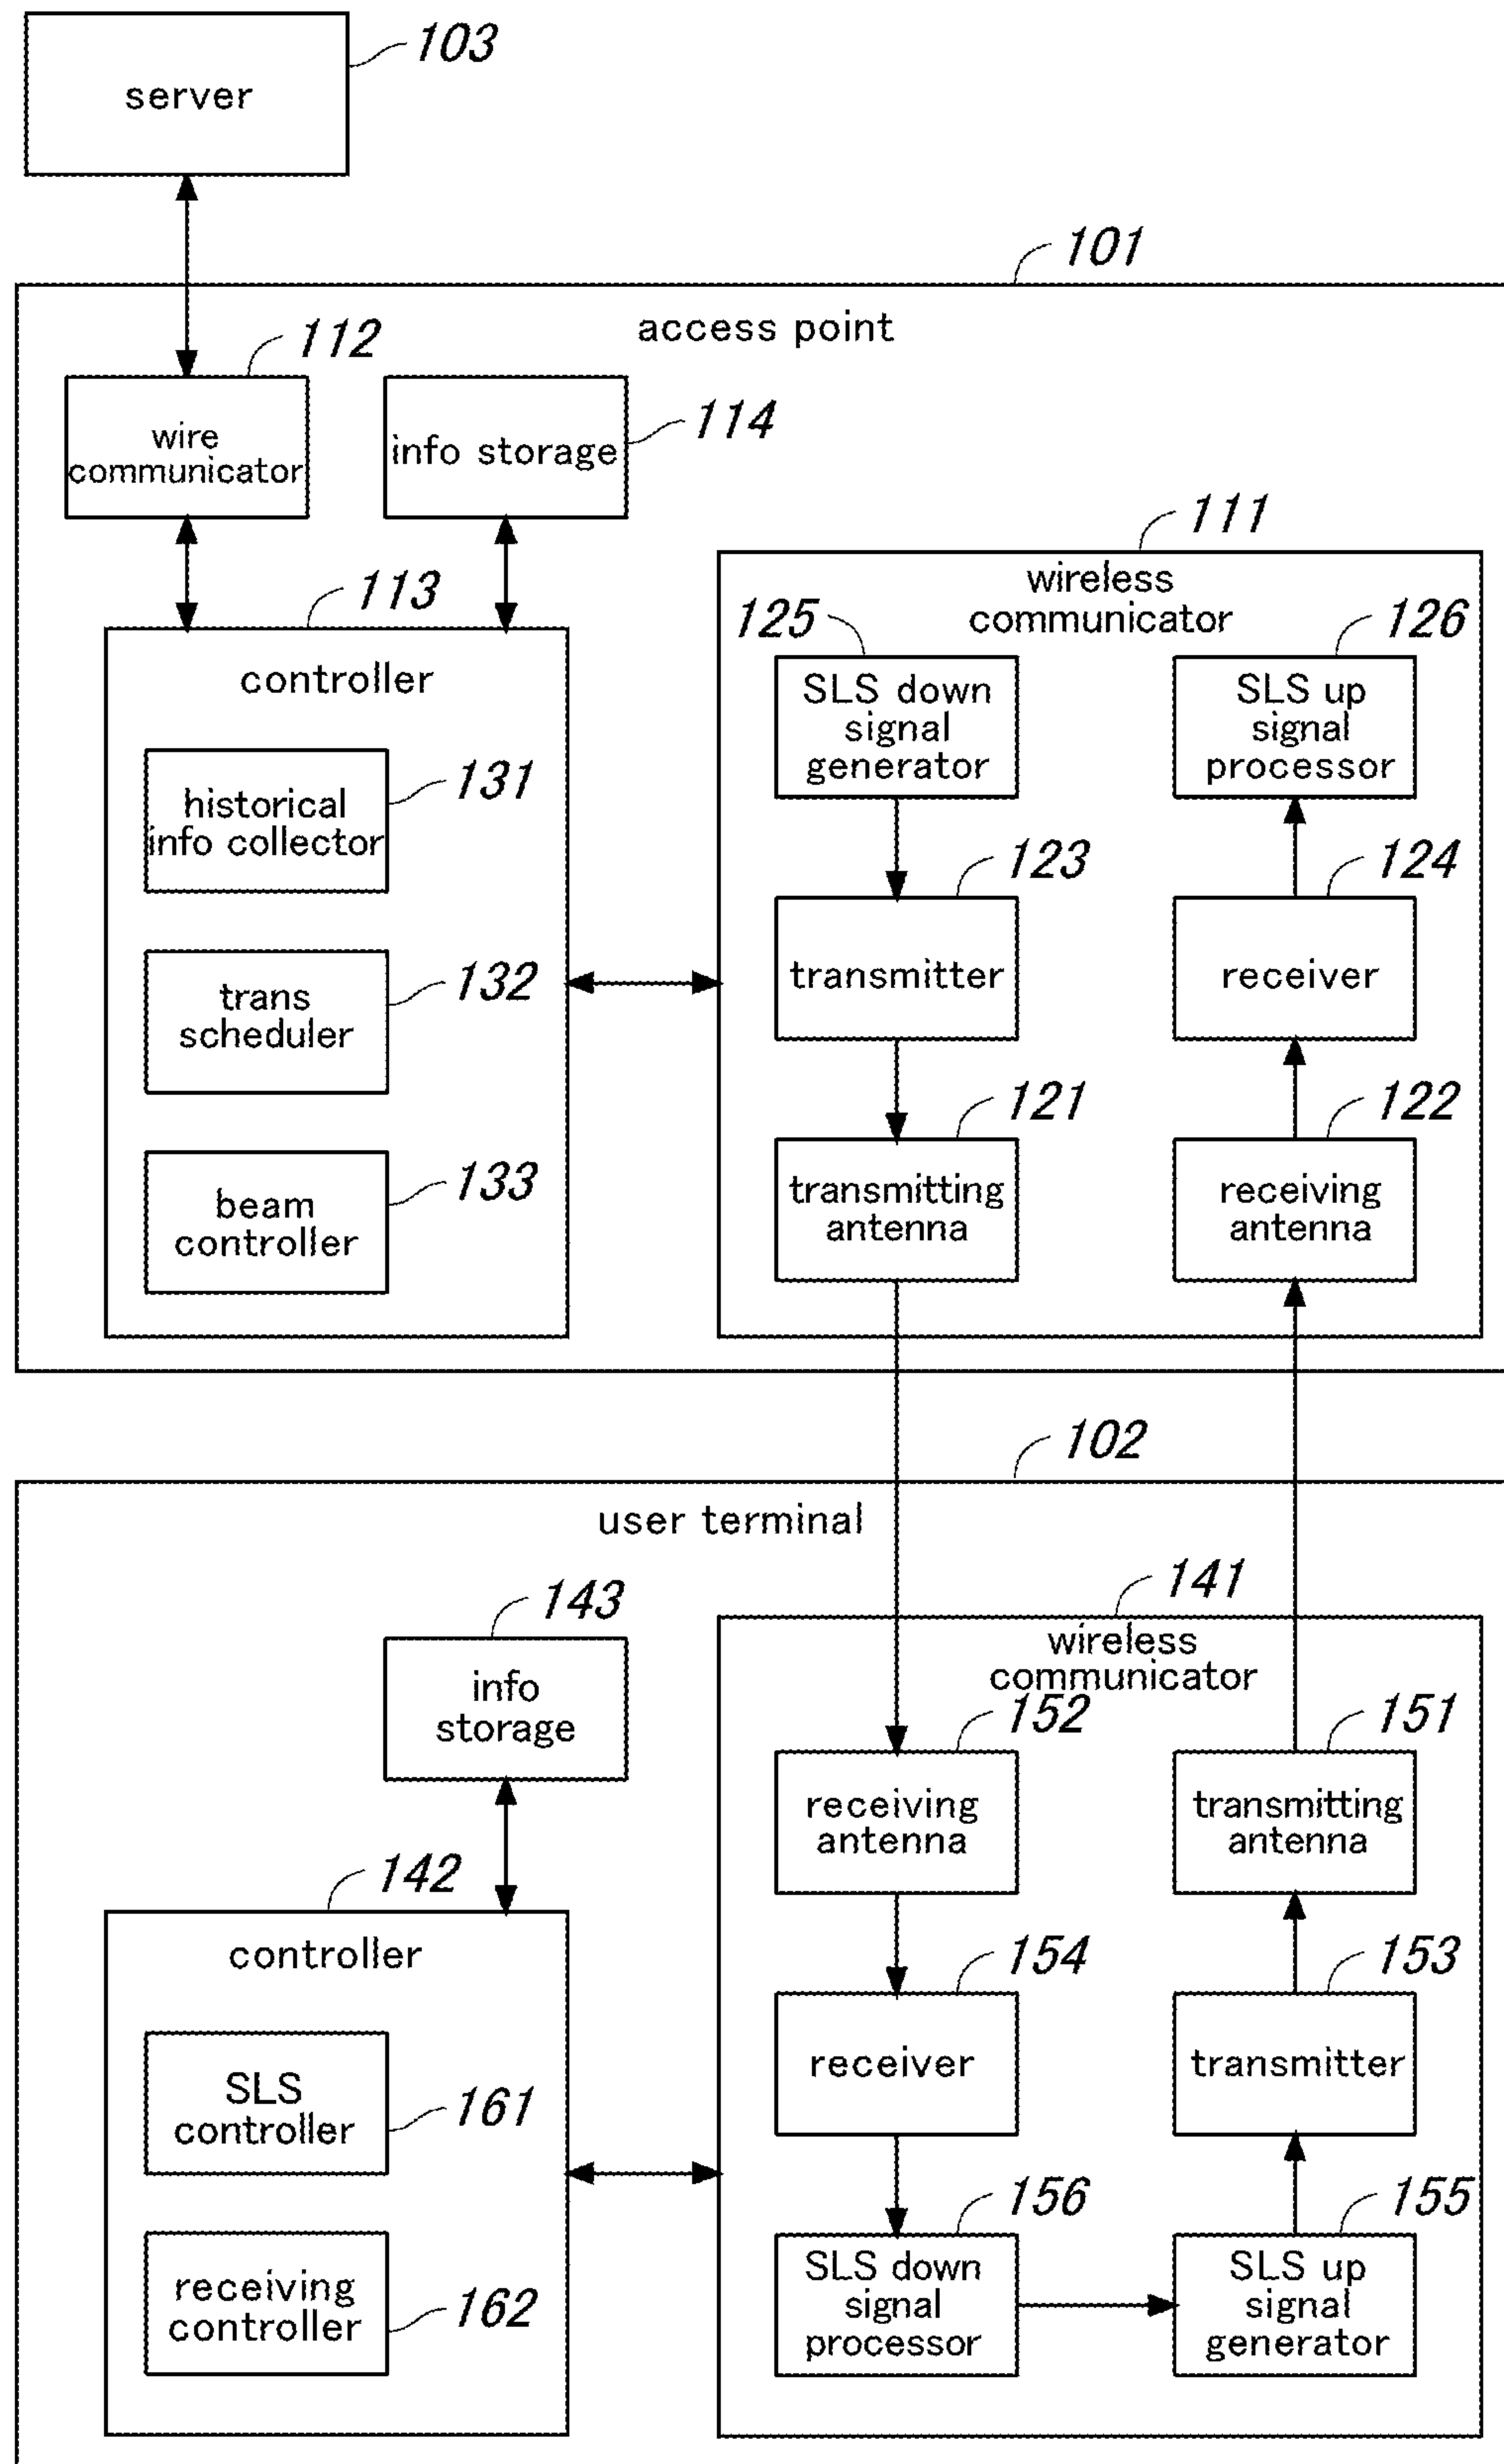 103
server
101
access point
112
wire
communicator
info storage
114
111
wireless
communicator
113
controller
125
SLS down
signal
generator
126
SLS up
signal
processor
historical
info collector
131
123
transmitter
124
receiver
trans
scheduler
132
121
transmitting
antenna
122
receiving
antenna
beam
controller
133
102
user terminal
143
info
storage
141
wireless
communicator
152
receiving
antenna
151
transmitting
antenna
142
controller
154
receiver
153
transmitter
SLS
controller
161
156
SLS down
signal
processor
155
SLS up
signal
generator
receiving
controller
162